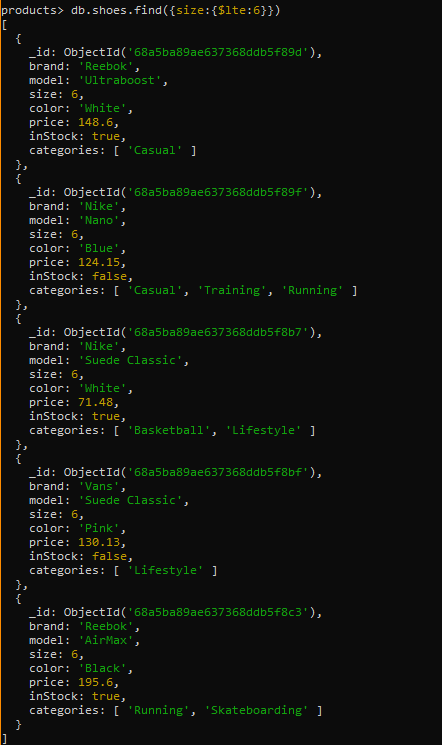 products> db.shoes.find({size:{$lte:6}})
[
  {
    _id: ObjectId('68a5ba89ae637368ddb5f89d'),
    brand: 'Reebok',
    model: 'Ultraboost',
    size: 6,
    color: 'White',
    price: 148.6,
    inStock: true,
    categories: [ 'Casual' ]
  },
  {
    _id: ObjectId('68a5ba89ae637368ddb5f89f'),
    brand: 'Nike',
    model: 'Nano',
    size: 6,
    color: 'Blue',
    price: 124.15,
    inStock: false,
    categories: [ 'Casual', 'Training', 'Running' ]
  },
  {
    _id: ObjectId('68a5ba89ae637368ddb5f8b7'),
    brand: 'Nike',
    model: 'Suede Classic',
    size: 6,
    color: 'White',
    price: 71.48,
    inStock: true,
    categories: [ 'Basketball', 'Lifestyle' ]
  },
  {
    _id: ObjectId('68a5ba89ae637368ddb5f8bf'),
    brand: 'Vans',
    model: 'Suede Classic',
    size: 6,
    color: 'Pink',
    price: 130.13,
    inStock: false,
    categories: [ 'Lifestyle' ]
  },
  {
    _id: ObjectId('68a5ba89ae637368ddb5f8c3'),
    brand: 'Reebok',
    model: 'AirMax',
    size: 6,
    color: 'Black',
    price: 195.6,
    inStock: true,
    categories: [ 'Running', 'Skateboarding' ]
  }
]